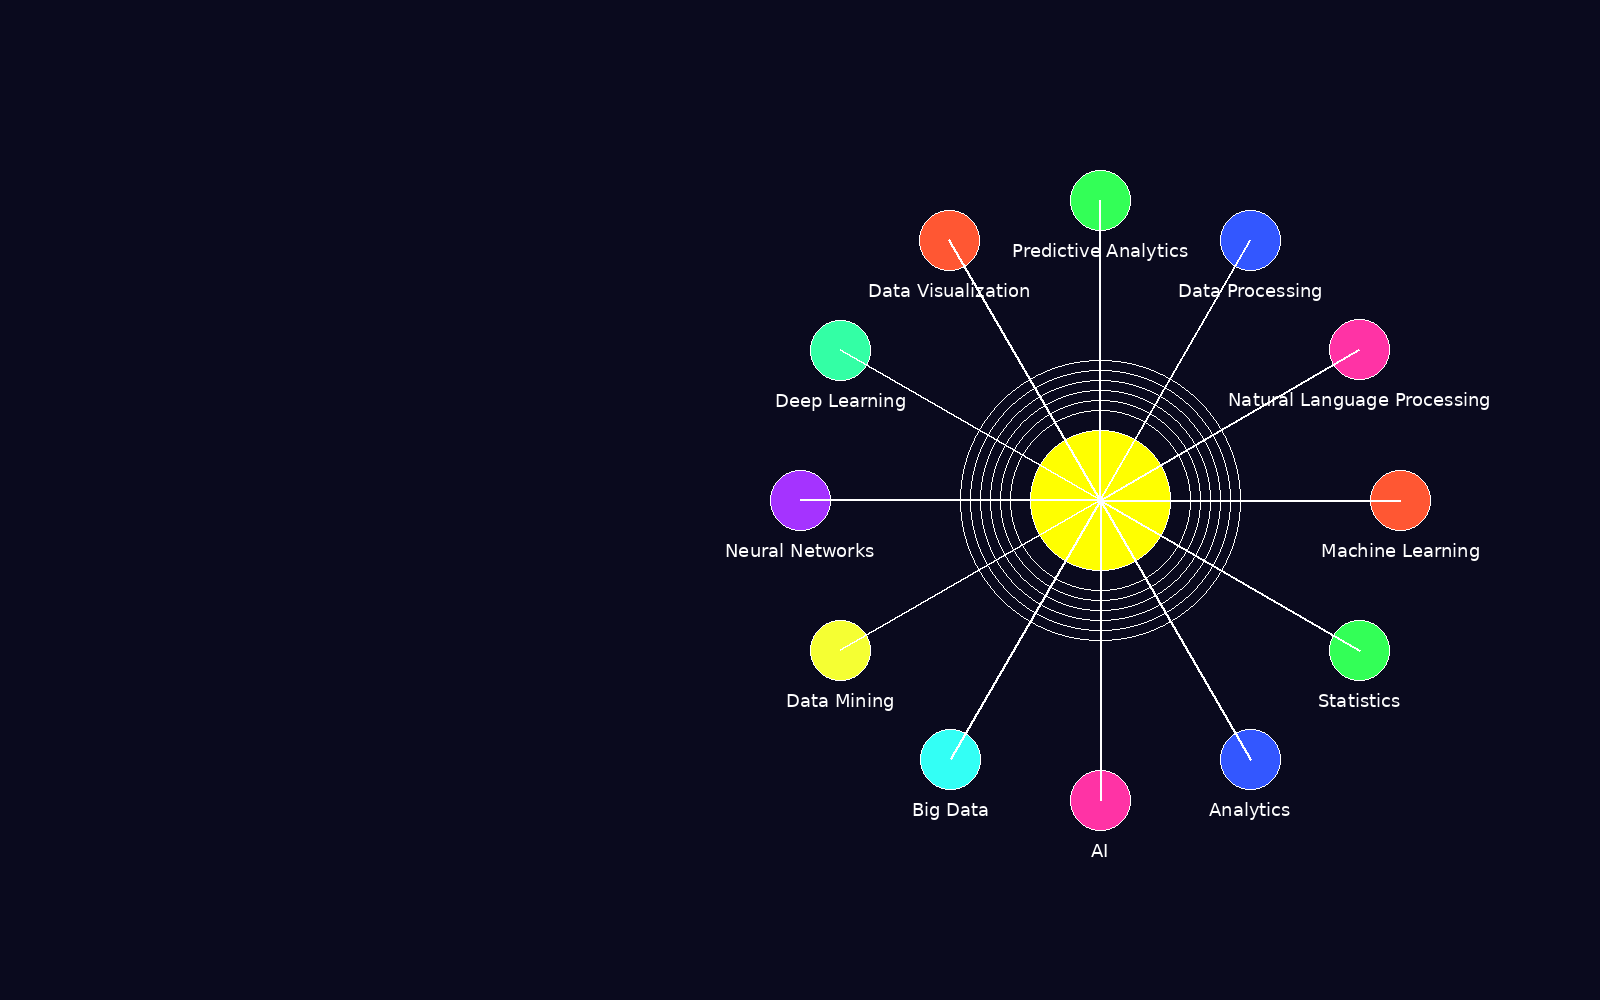 Predictive Analytics
Data Visualization
Data Processing
Natural Language Processing
Deep Learning
Neural Networks
Machine Learning
Data Mining
Statistics
Big Data
Analytics
AI